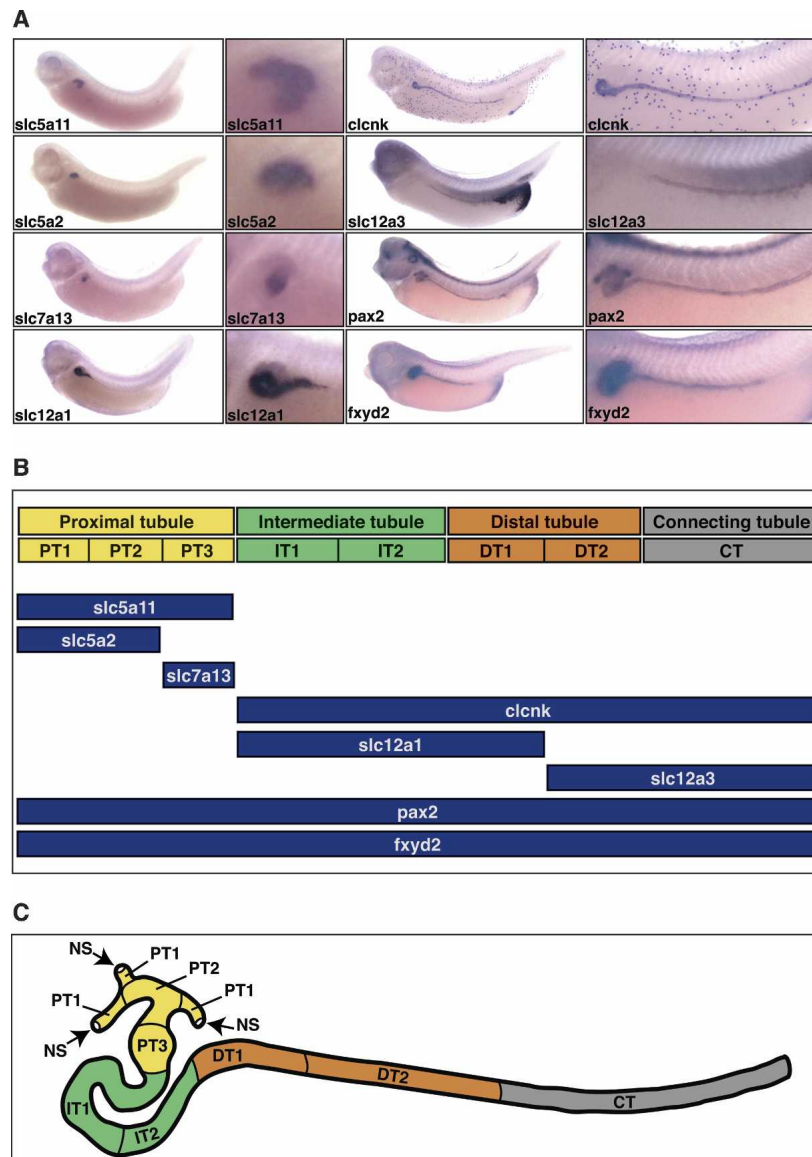 A
slc5a11 slc5a11 clcnk clcnk
slc5a2 slc5a2 slc12a3 slc12a3
slc7a13 slc7a13 pax2 pax2
slc12a1 slc12a1 fxyd2 fxyd2
B
Proximal tubule Intermediate tubule Distal tubule Connecting tubule
PT1 PT2 PT3 IT1 IT2 DT1 DT2 CT
slc5a11
slc5a2
slc7a13
clcnk
slc12a1
slc12a3
pax2
fxyd2
C
NS PT1
PT2
PT1 PT1
NS NS
PT3
DT1
DT2
IT1 CT
IT2